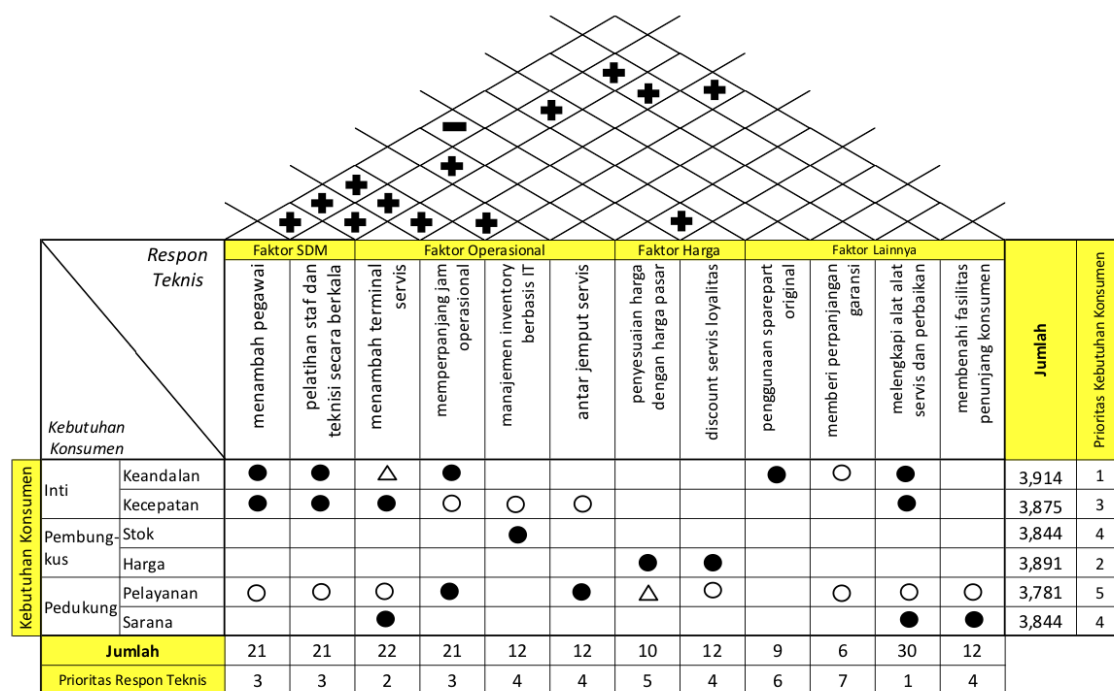 Respon
Teknis
Kebutuhan
Konsumen
Faktor SDM
Faktor Operasional
Faktor Harga
Faktor Lainnya
menambah pegawai
pelatihan staf dan
teknisi secara berkala
menambah terminal
servis
memperpanjang jam
operasional
manajemen inventory
berbasis IT
antar jemput servis
penyesuaian harga
dengan harga pasar
discount servis loyalitas
penggunaan sparepart
original
memberi perpanjangan
garansi
melengkapi alat alat
servis dan perbaikan
membenahi fasilitas
penunjang konsumen
Jumlah
Prioritas Kebutuhan Konsumen
Kebutuhan Konsumen
Inti
Keandalan 3,914 1
Kecepatan 3,875 3
Pembung-
kus
Stok 3,844 4
Harga 3,891 2
Pedukung
Pelayanan 3,781 5
Sarana 3,844 4
Jumlah 21 21 22 21 12 12 10 12 9 6 30 12
Prioritas Respon Teknis 3 3 2 3 4 4 5 4 6 7 1 4